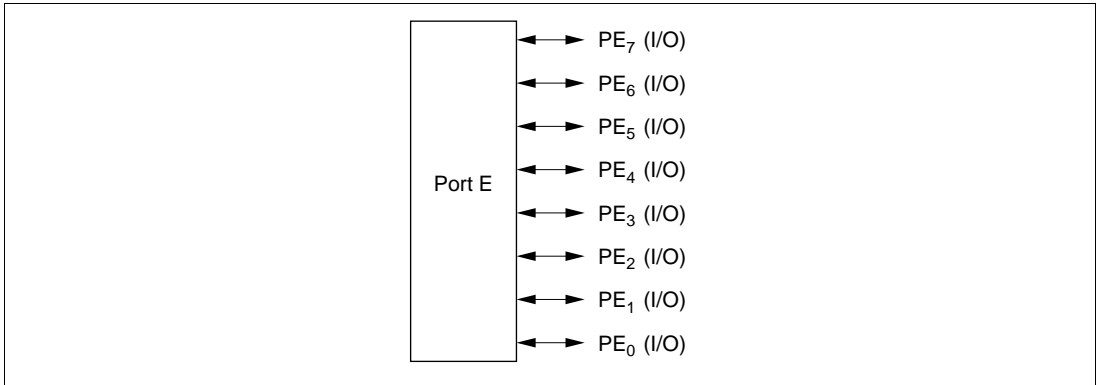 PE₇ (I/O)
PE₆ (I/O)
PE₅ (I/O)
PE₄ (I/O)
Port E
PE₃ (I/O)
PE₂ (I/O)
PE₁ (I/O)
PE₀ (I/O)